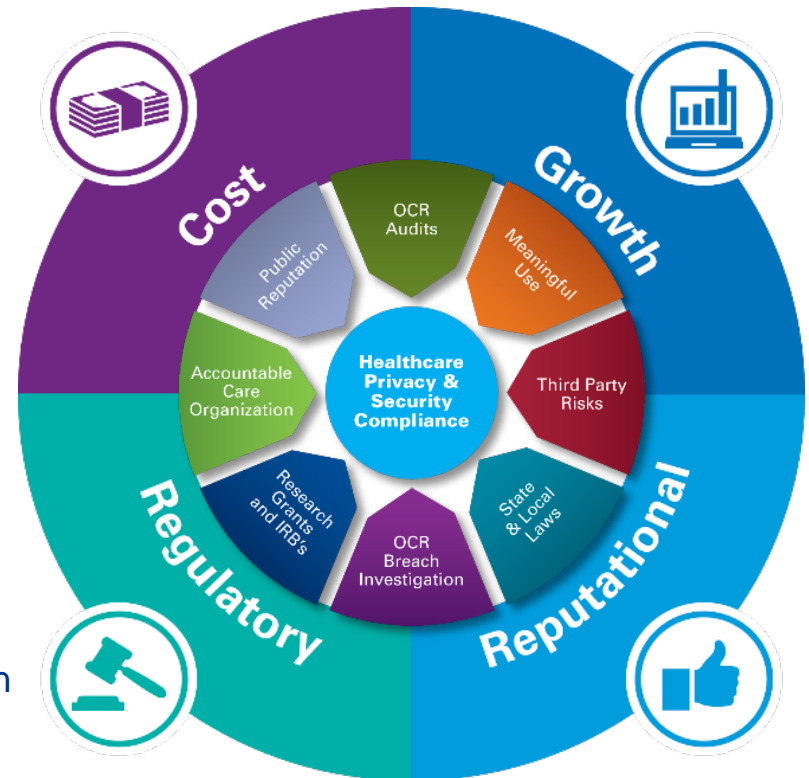 Cost
Growth
OCR
Audits
Meaningful
Use
Third Party
Risks
State
& Local
Laws
OCR
Breach
Investigation
Research
Grants
and IRB's
Accountable
Care
Organization
Public
Reputation
Healthcare
Privacy &
Security
Compliance
Regulatory
Reputational
n